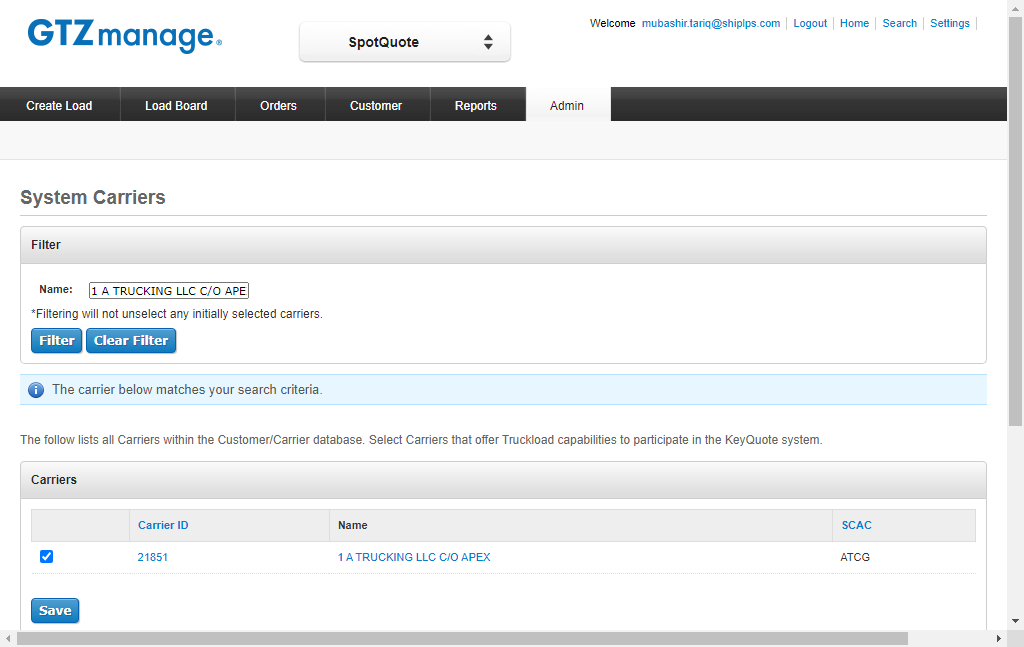 GTZmanage®
SpotQuote
Welcome mubashir.tariq@shiplps.com Logout Home Search Settings
Create Load Load Board Orders Customer Reports Admin
System Carriers
Filter
Name: 1 A TRUCKING LLC C/O APE
*Filtering will not unselect any initially selected carriers.
Filter Clear Filter
The carrier below matches your search criteria.
The follow lists all Carriers within the Customer/Carrier database. Select Carriers that offer Truckload capabilities to participate in the KeyQuote system.
Carriers
Carrier ID Name SCAC
21851 1 A TRUCKING LLC C/O APEX ATCG
Save